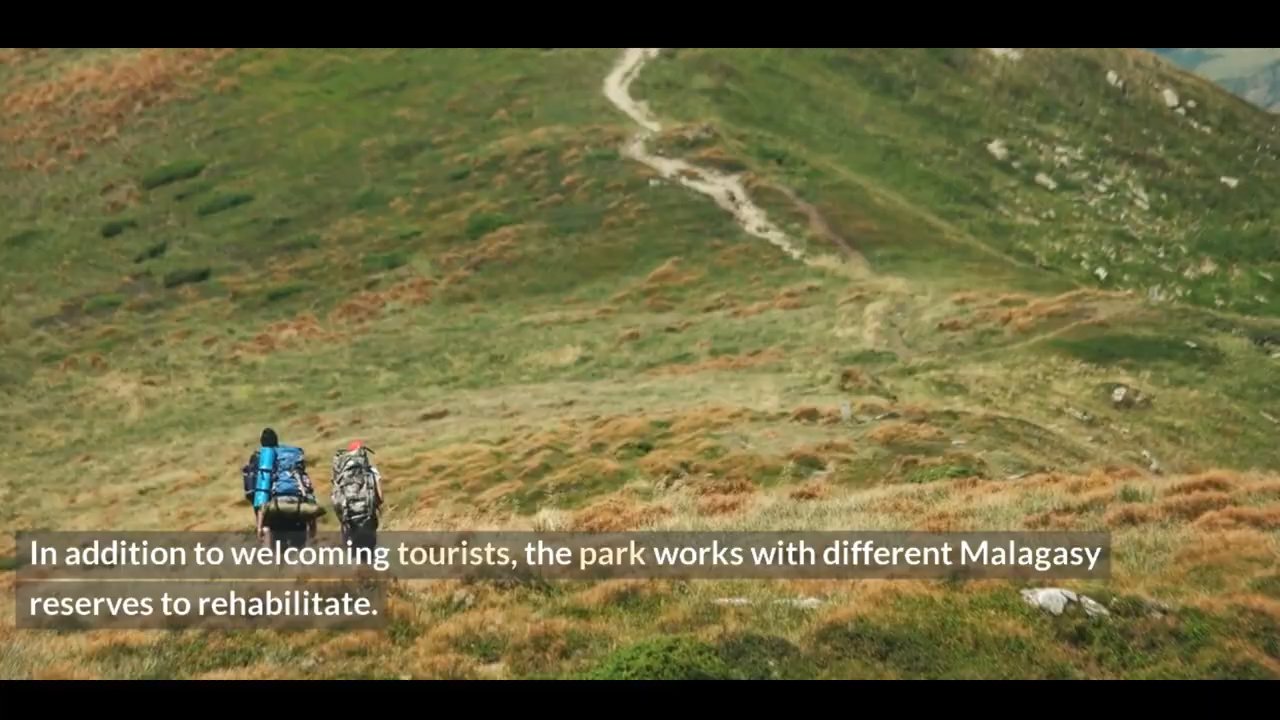 In addition to welcoming tourists, the park works with different Malagasy
reserves to rehabilitate.